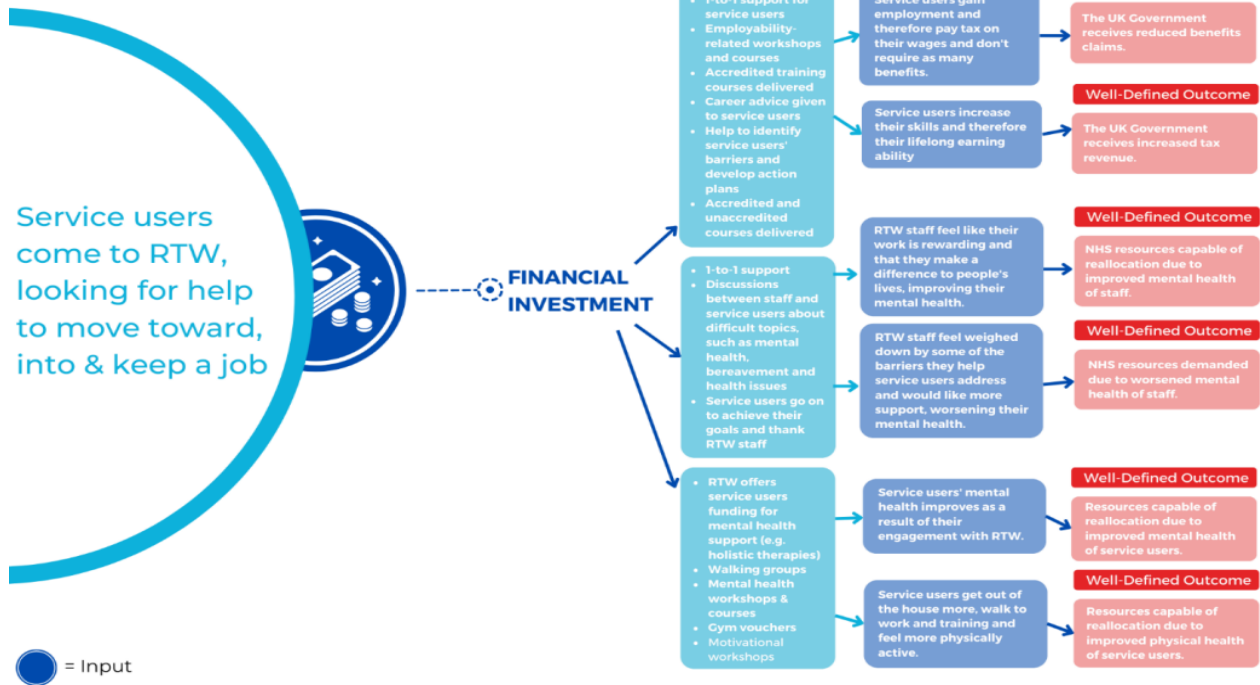 Service users
come to RTW,
looking for help
to move toward,
into & keep a job
= Input
FINANCIAL
INVESTMENT
• 1-to-1 support for
service users
• Employability-
related workshops
and courses
• Accredited training
courses delivered
• Career advice given
to service users
• Help to identify
service users'
barriers and
develop action
plans
• Accredited and
unaccredited
courses delivered
Service users gain
employment and
therefore pay tax on
their wages and don't
require as many
benefits.
The UK Government
receives reduced benefits
claims.
Service users increase
their skills and therefore
their lifelong earning
ability
Well-Defined Outcome
The UK Government
receives increased tax
revenue.
• 1-to-1 support
• Discussions
between staff and
service users about
difficult topics,
such as mental
health,
bereavement and
health issues
• Service users go on
to achieve their
goals and thank
RTW staff
RTW staff feel like their
work is rewarding and
that they make a
difference to people's
lives, improving their
mental health.
Well-Defined Outcome
NHS resources capable of
reallocation due to
improved mental health
of staff.
RTW staff feel weighed
down by some of the
barriers they help
service users address
and would like more
support, worsening their
mental health.
Well-Defined Outcome
NHS resources demanded
due to worsened mental
health of staff.
• RTW offers
service users
funding for
mental health
support (e.g.
holistic therapies)
• Walking groups
• Mental health
workshops &
courses
• Gym vouchers
• Motivational
workshops
Service users' mental
health improves as a
result of their
engagement with RTW.
Well-Defined Outcome
Resources capable of
reallocation due to
improved mental health
of service users.
Service users get out of
the house more, walk to
work and training and
feel more physically
active.
Well-Defined Outcome
Resources capable of
reallocation due to
improved physical health
of service users.